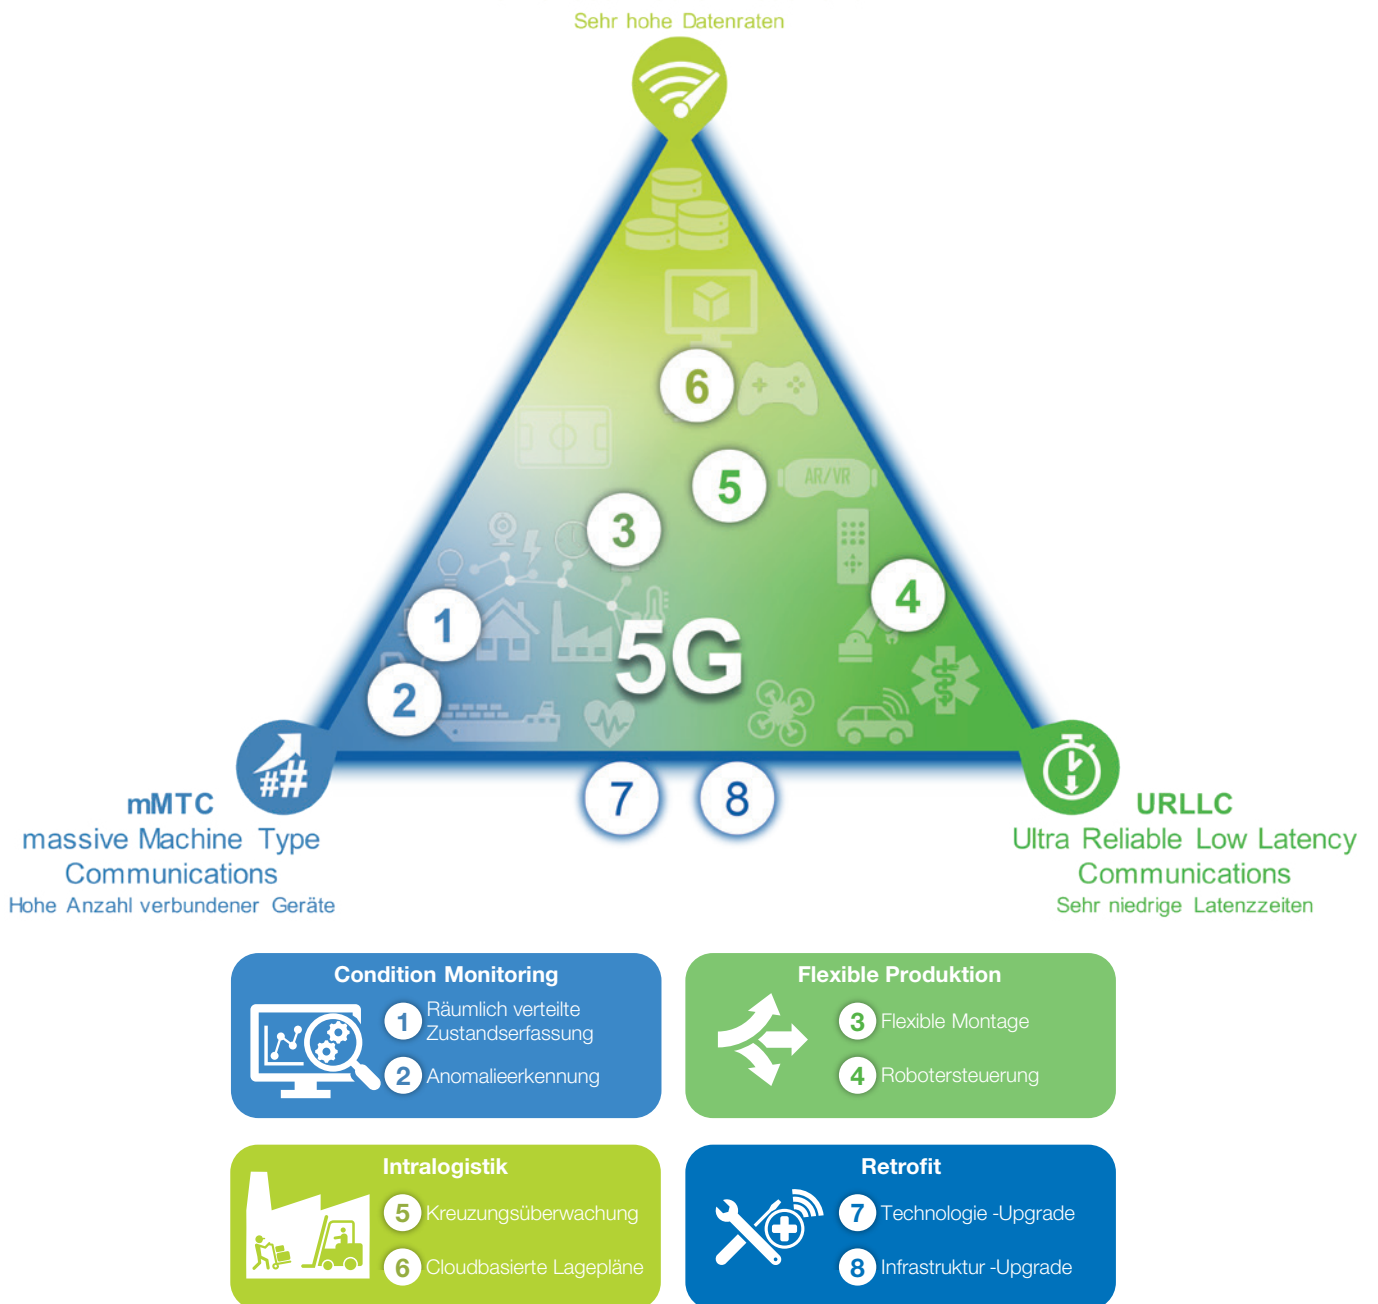 Sehr hohe Datenraten
6
5
AR/VR
3
4
1
5G
2
##
7
8
mMTC
massive Machine Type
Communications
Hohe Anzahl verbundener Geräte
URLLC
Ultra Reliable Low Latency
Communications
Sehr niedrige Latenzzeiten
Condition Monitoring
1 Räumlich verteilte
Zustandserfassung
2 Anomalieerkennung
Flexible Produktion
3 Flexible Montage
4 Robotersteuerung
Intralogistik
5 Kreuzungsüberwachung
6 Cloudbasierte Lagepläne
Retrofit
7 Technologie -Upgrade
8 Infrastruktur -Upgrade